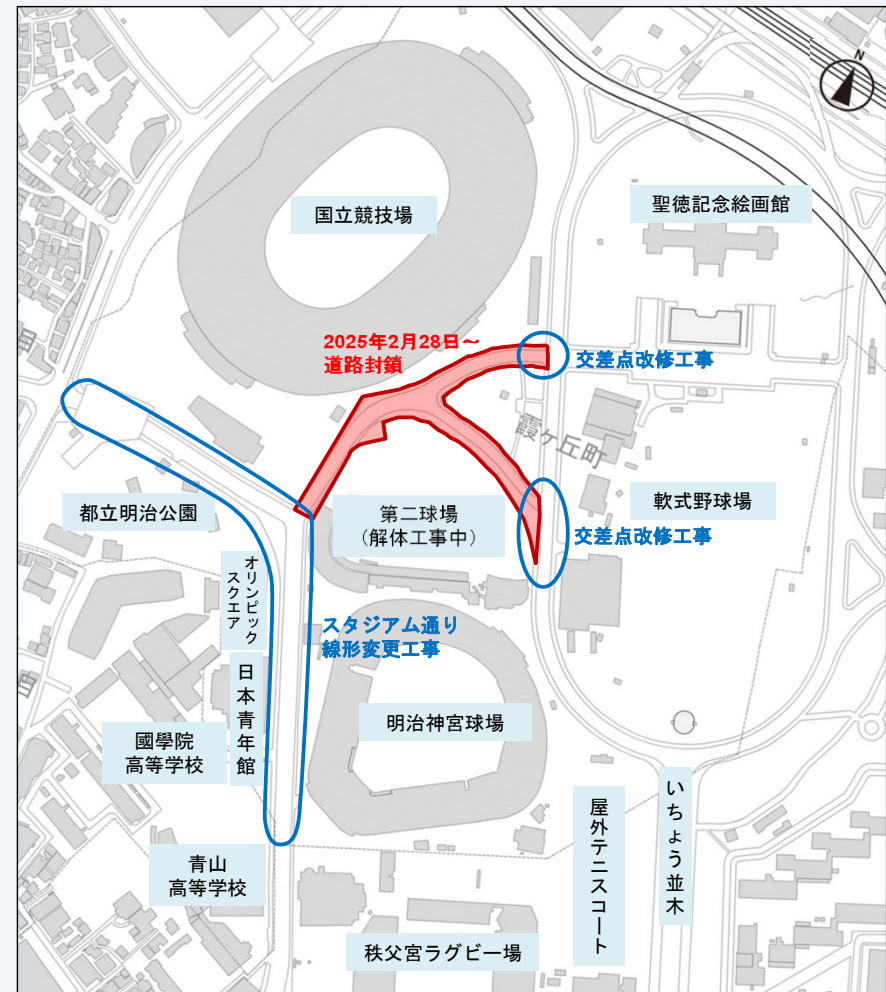 N
国立競技場
聖徳記念絵画館
2025年2月28日～
道路封鎖
交差点改修工事
霞ヶ丘町
都立明治公園
第二球場
（解体工事中）
軟式野球場
交差点改修工事
オリンピック
スクエア
スタジアム通り
線形変更工事
日本青年館
明治神宮球場
國學院
高等学校
いちょう並木
屋外テニスコート
青山
高等学校
秩父宮ラグビー場